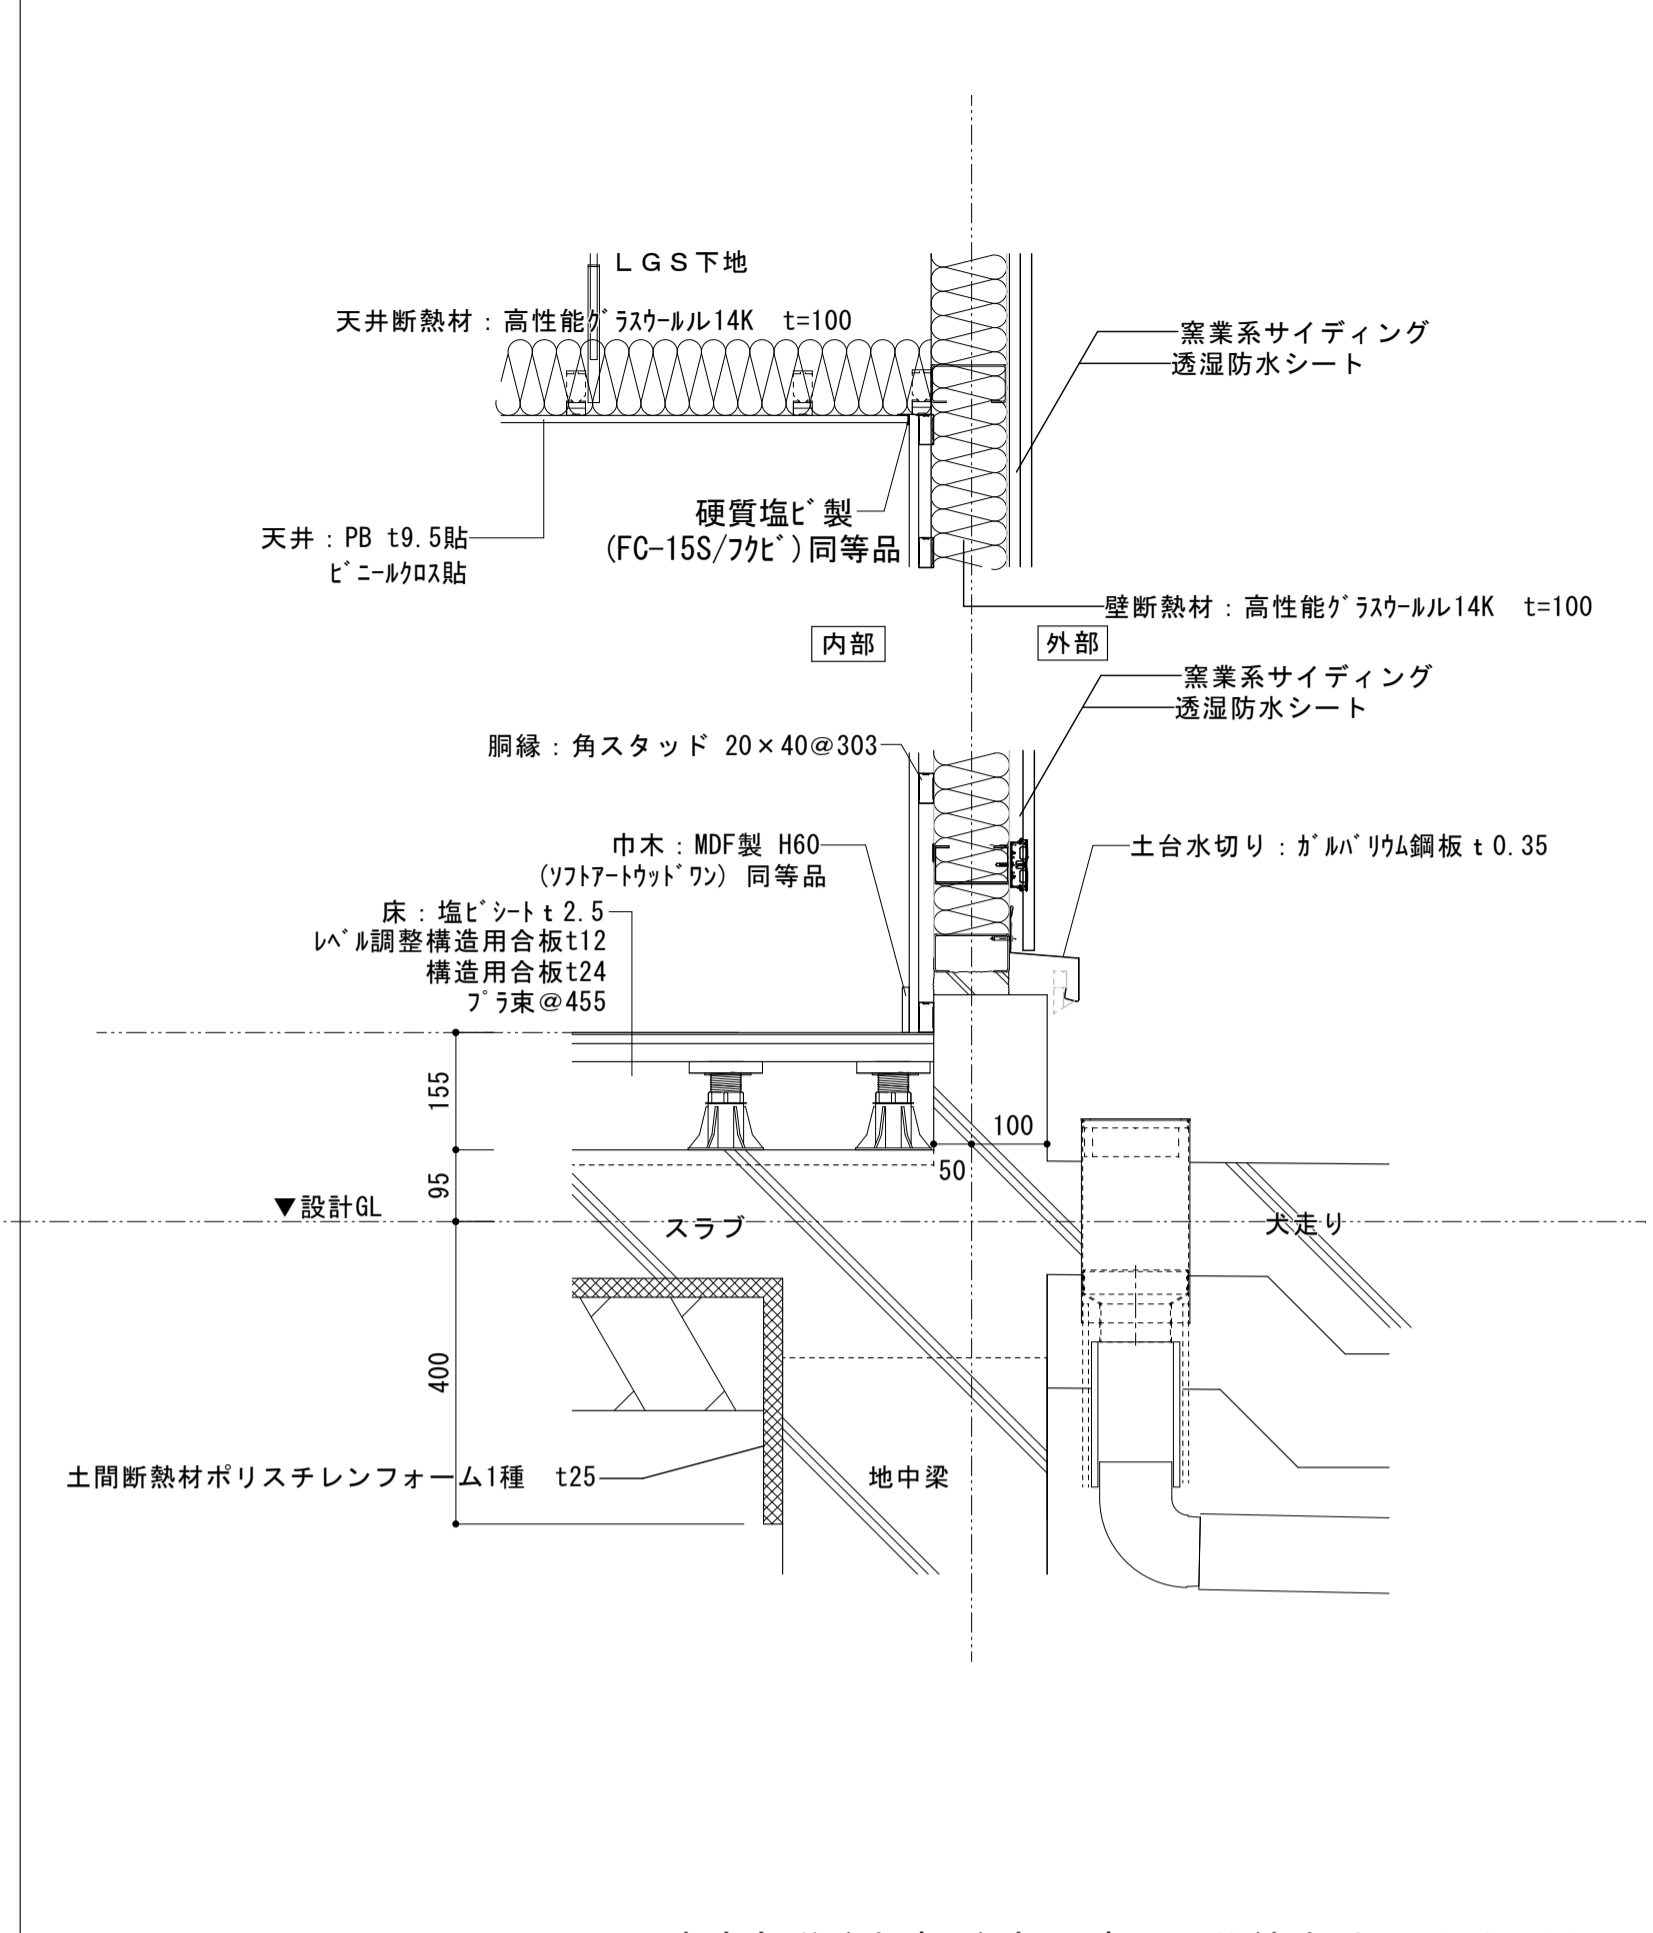 ＬＧＳ下地
天井断熱材：高性能ｸﾞﾗｽｳｰﾙル14K　t=100
窯業系サイディング
透湿防水シート
硬質塩ﾋﾞ製
(FC-15S/ﾌｸﾋﾞ)同等品
天井：PB t9.5貼
ﾋﾞﾆｰﾙｸﾛｽ貼
壁断熱材：高性能ｸﾞﾗｽｳｰﾙル14K　t=100
内部
外部
窯業系サイディング
透湿防水シート
胴縁：角スタッド 20×40@303
巾木：MDF製 H60
(ｿﾌﾄｱｰﾄｳｯﾄﾞﾜﾝ) 同等品
土台水切り：ｶﾞﾙﾊﾞﾘｳﾑ鋼板ｔ0.35
床：塩ﾋﾞｼｰﾄｔ2.5
ﾚﾍﾞﾙ調整構造用合板t12
構造用合板t24
ﾌﾟﾗ束@455
155
100
50
95
▼設計GL
スラブ
犬走り
400
土間断熱材ポリスチレンフォーム1種　t25
地中梁